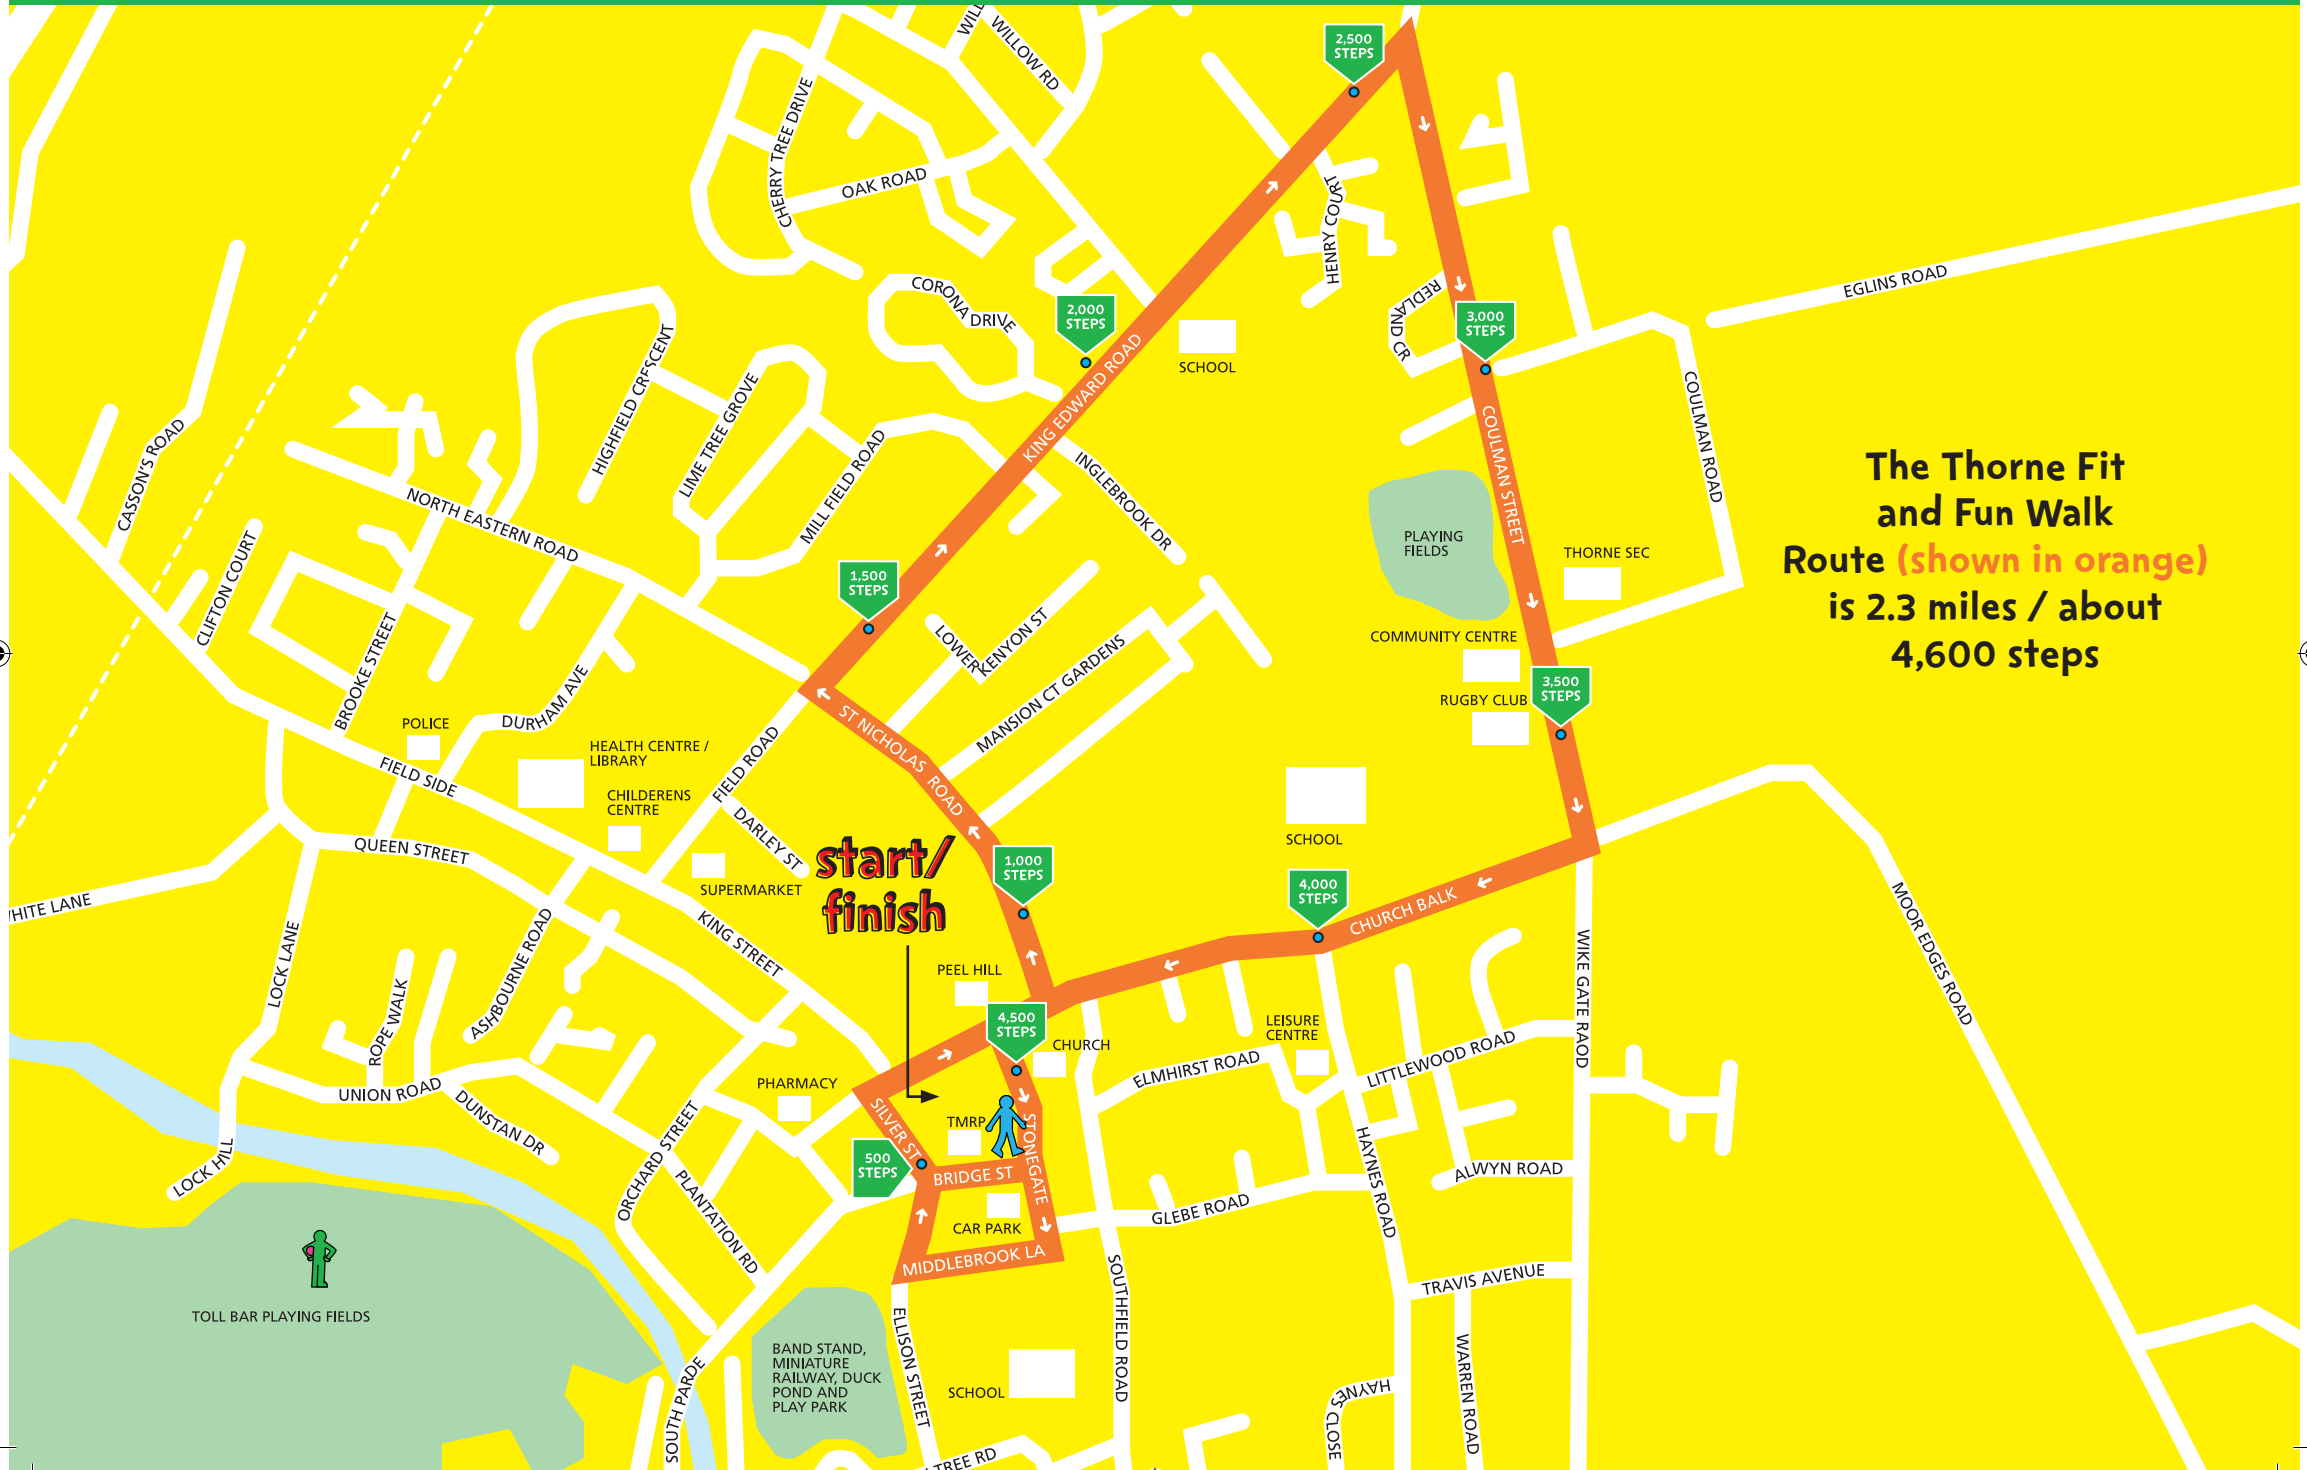 2,500
STEPS
WILLOW RD
CHERRY TREE DRIVE
OAK ROAD
HENRY COURT
EGLINS ROAD
CORONA DRIVE
REDLAND CR
2,000
STEPS
3,000
STEPS
KING EDWARD ROAD
SCHOOL
HIGHFIELD CRESCENT
LIME TREE GROVE
COULMAN ROAD
CASSON'S ROAD
MILL FIELD ROAD
INGLEBROOK DR
COULMAN STREET
The Thorne Fit
and Fun Walk
Route (shown in orange)
is 2.3 miles / about
4,600 steps
NORTH EASTERN ROAD
PLAYING
FIELDS
THORNE SEC
CLIFTON COURT
1,500
STEPS
LOWER KENYON ST
COMMUNITY CENTRE
BROOKE STREET
MANSION CT GARDENS
3,500
STEPS
RUGBY CLUB
DURHAM AVE
POLICE
ST NICHOLAS ROAD
HEALTH CENTRE /
LIBRARY
FIELD SIDE
FIELD ROAD
CHILDERENS
CENTRE
DARLEY ST
SCHOOL
QUEEN STREET
start/
finish
1,000
STEPS
SUPERMARKET
4,000
STEPS
CHURCH BALK
HITE LANE
KING STREET
LOCK LANE
ASHBOURNE ROAD
MOOR EDGES ROAD
WIKE GATE RAOD
PEEL HILL
ROPE WALK
4,500
STEPS
CHURCH
LEISURE
CENTRE
LITTLEWOOD ROAD
ELMHIRST ROAD
UNION ROAD
PHARMACY
DUNSTAN DR
SILVER ST
TMRP
STONEGATE
ORCHARD STREET
LOCK HILL
500
STEPS
BRIDGE ST
HAYNES ROAD
ALWYN ROAD
PLANTATION RD
CAR PARK
GLEBE ROAD
MIDDLEBROOK LA
TRAVIS AVENUE
TOLL BAR PLAYING FIELDS
SOUTHFIELD ROAD
ELLISON STREET
BAND STAND,
MINIATURE
RAILWAY, DUCK
POND AND
PLAY PARK
SOUTH PARDE
SCHOOL
HAYNES CLOSE
WARREN ROAD
TREE RD